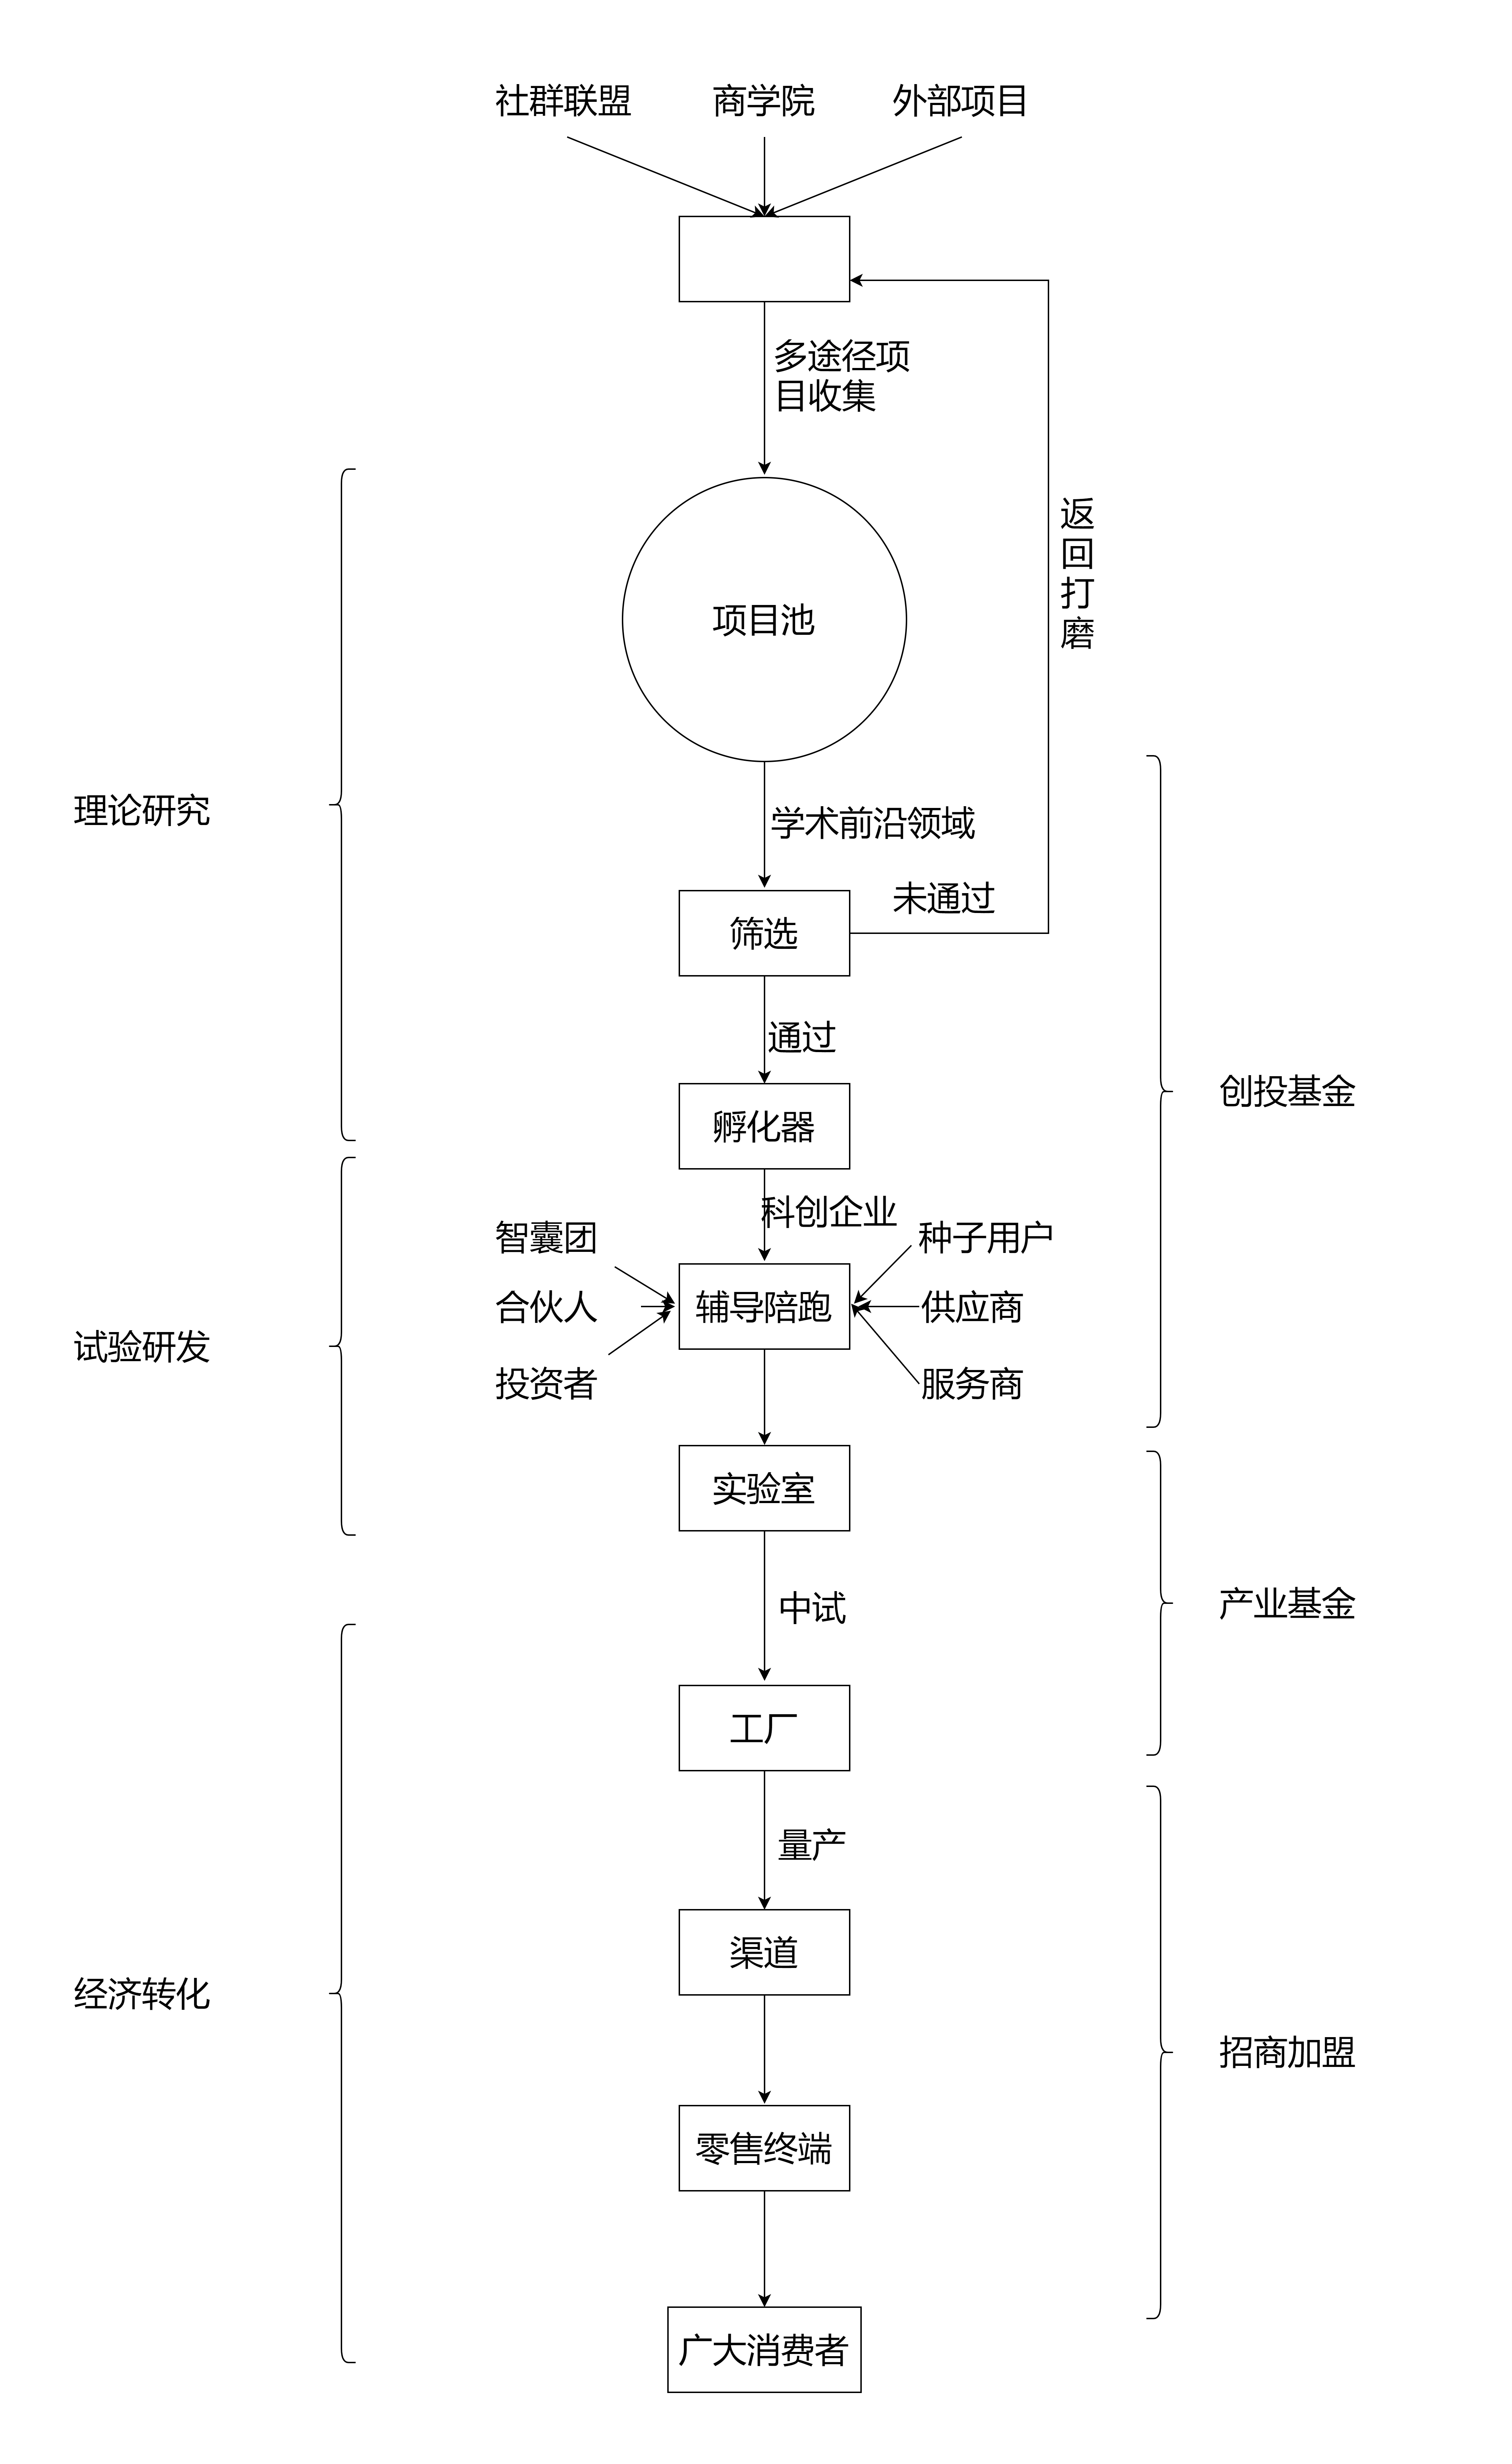 社群联盟
商学院
外部项目
多途径项
目收集
返
回
打
磨
项目池
理论研究
学术前沿领域
未通过
筛选
通过
创投基金
孵化器
科创企业
智囊团
种子用户
合伙人
辅导陪跑
供应商
试验研发
投资者
服务商
实验室
中试
产业基金
工厂
量产
渠道
经济转化
招商加盟
零售终端
广大消费者